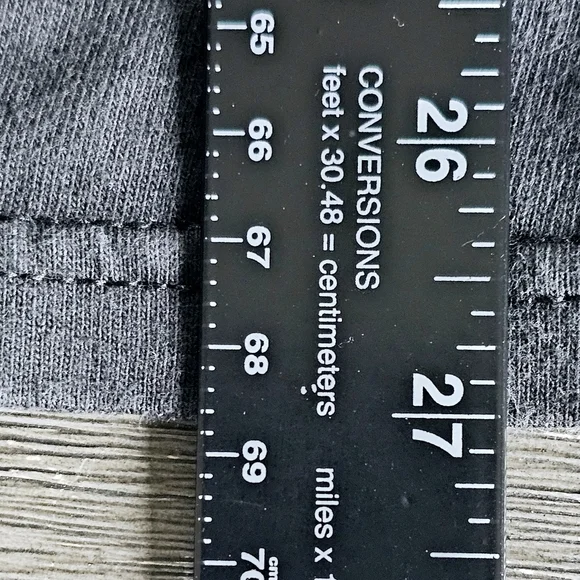 CONVERSIONS
feet x 30.48 = centimeters
miles x
26
27
65
66
67
68
69
70
cm